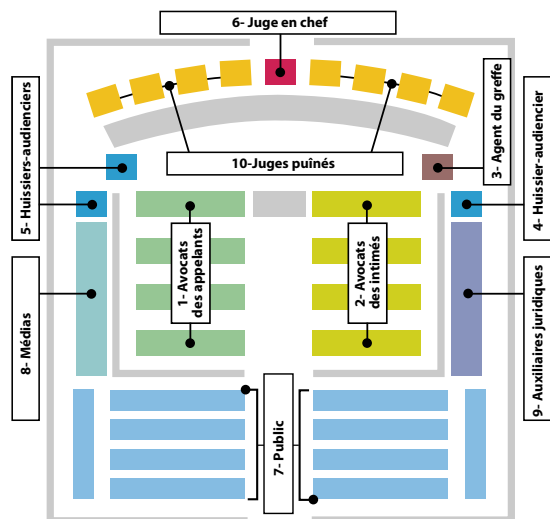 6- Juge en chef
5- Huissiers-audienciers
10-Juges puînés
3- Agent du greffe
4- Huissier-audiencier
1- Avocats
des appelants
2- Avocats
des intimés
8- Médias
9- Auxiliaires juridiques
7- Public